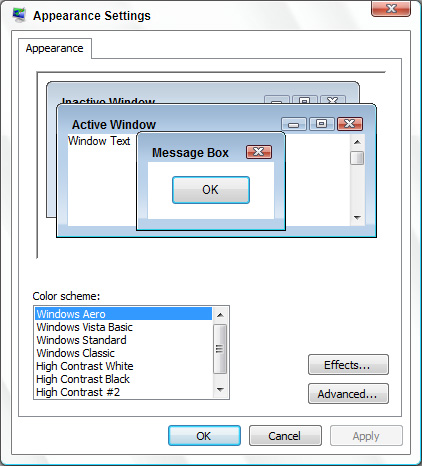 Appearance Settings
Appearance
Inactive Window
Active Window
Window Text
Message Box
OK
Color scheme:
Windows Aero
Windows Vista Basic
Windows Standard
Windows Classic
High Contrast White
High Contrast Black
High Contrast #2
Effects...
Advanced...
OK
Cancel
Apply